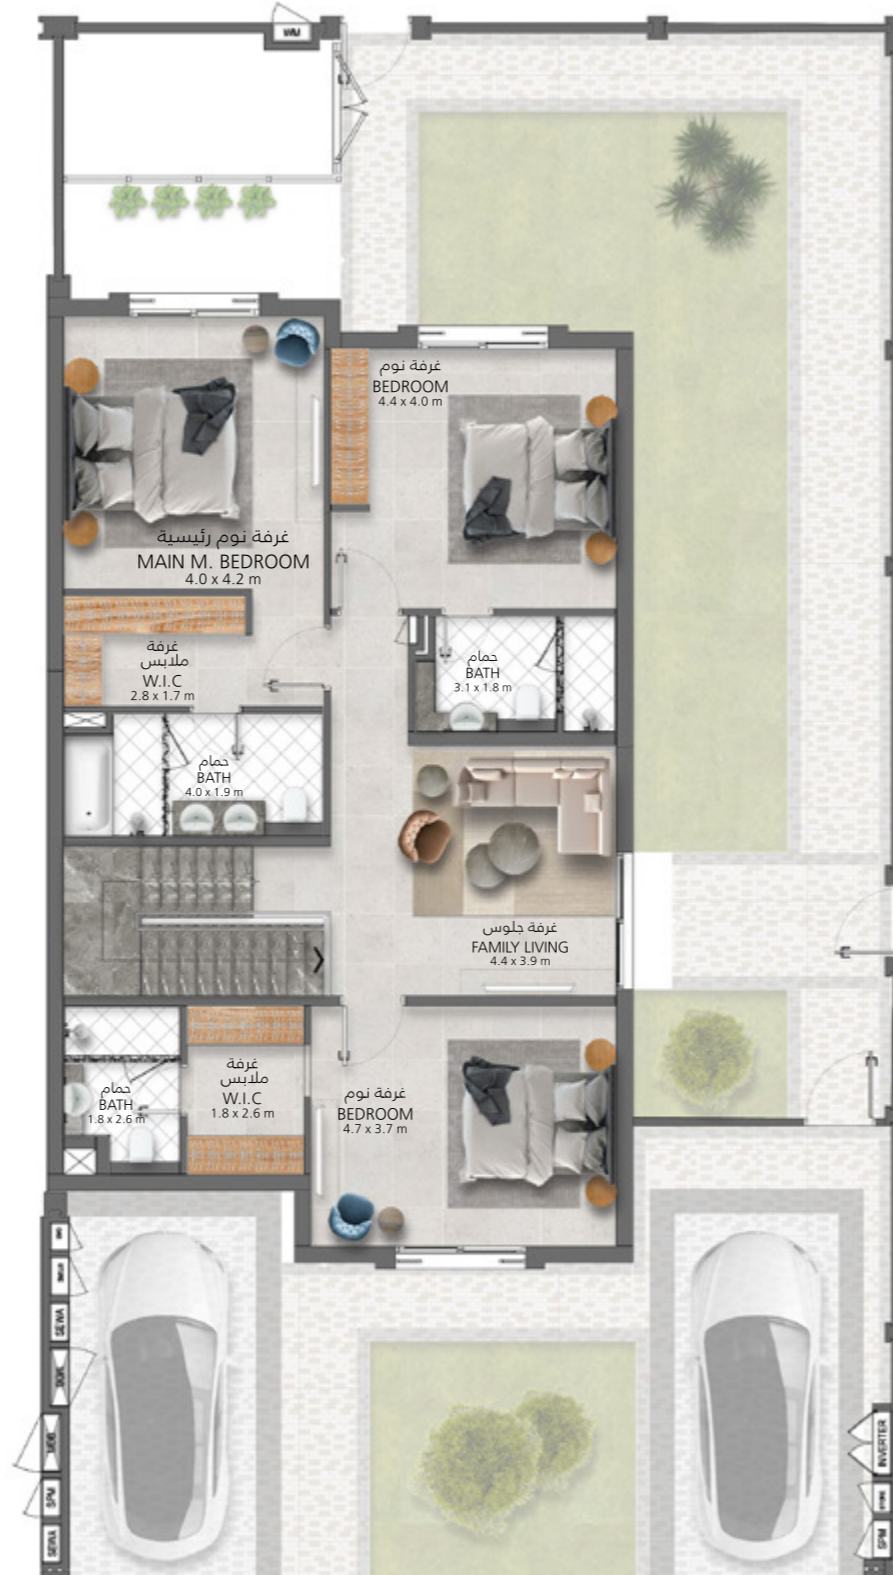 WM
غرفة نوم
BEDROOM
4.4 x 4.0 m
غرفة نوم رئيسية
MAIN M. BEDROOM
4.0 x 4.2 m
غرفة
ملابس
W.I.C
2.8 x 1.7 m
حمام
BATH
3.1 x 1.8 m
حمام
BATH
4.0 x 1.9 m
غرفة جلوس
FAMILY LIVING
4.4 x 3.9 m
غرفة
ملابس
W.I.C
1.8 x 2.6 m
حمام
BATH
1.8 x 2.6 m
غرفة نوم
BEDROOM
4.7 x 3.7 m
SEWA
MDB
SPM
SEWA
INVERTER
SPM